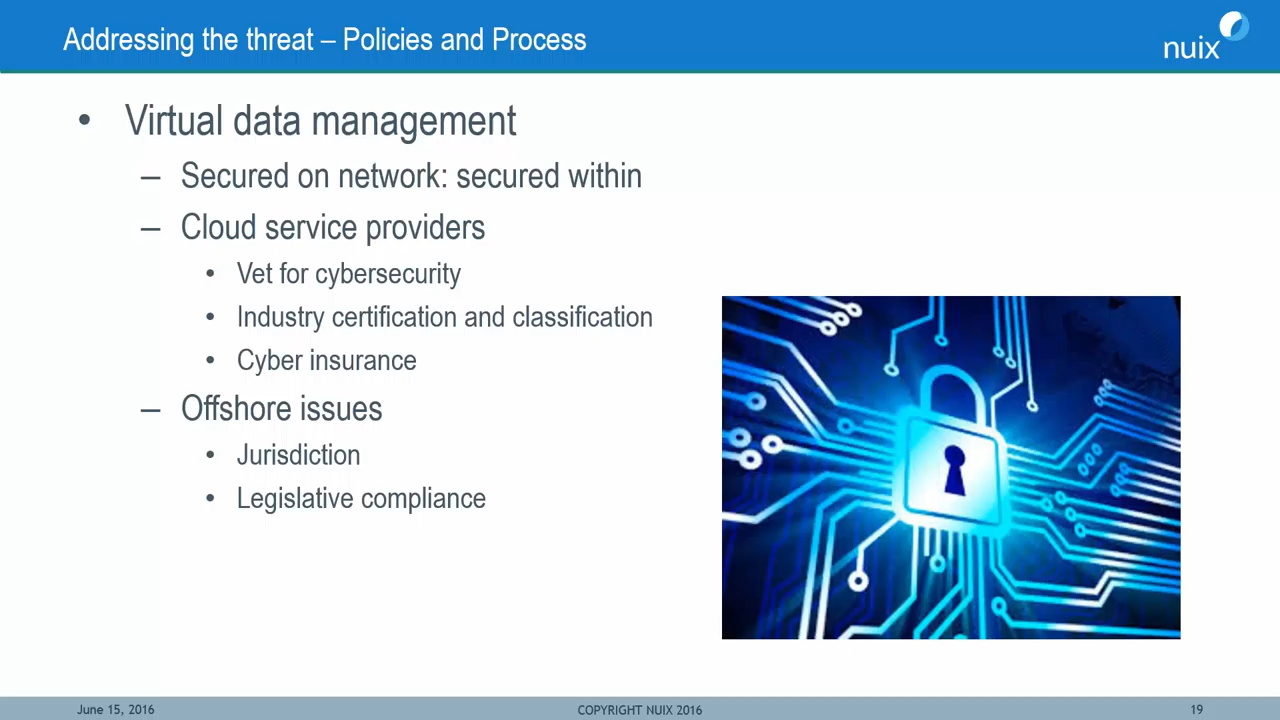 Addressing the threat – Policies and Process
nuix
• Virtual data management
– Secured on network: secured within
– Cloud service providers
• Vet for cybersecurity
• Industry certification and classification
• Cyber insurance
– Offshore issues
• Jurisdiction
• Legislative compliance
June 15, 2016
COPYRIGHT NUIX 2016
19